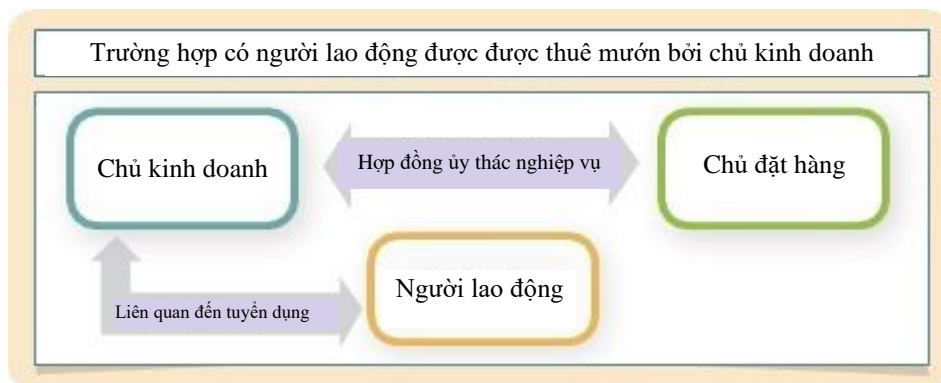 Trường hợp có người lao động được được thuê mướn bởi chủ kinh doanh
Chủ kinh doanh
Hợp đồng ủy thác nghiệp vụ
Chủ đặt hàng
Người lao động
Liên quan đến tuyển dụng